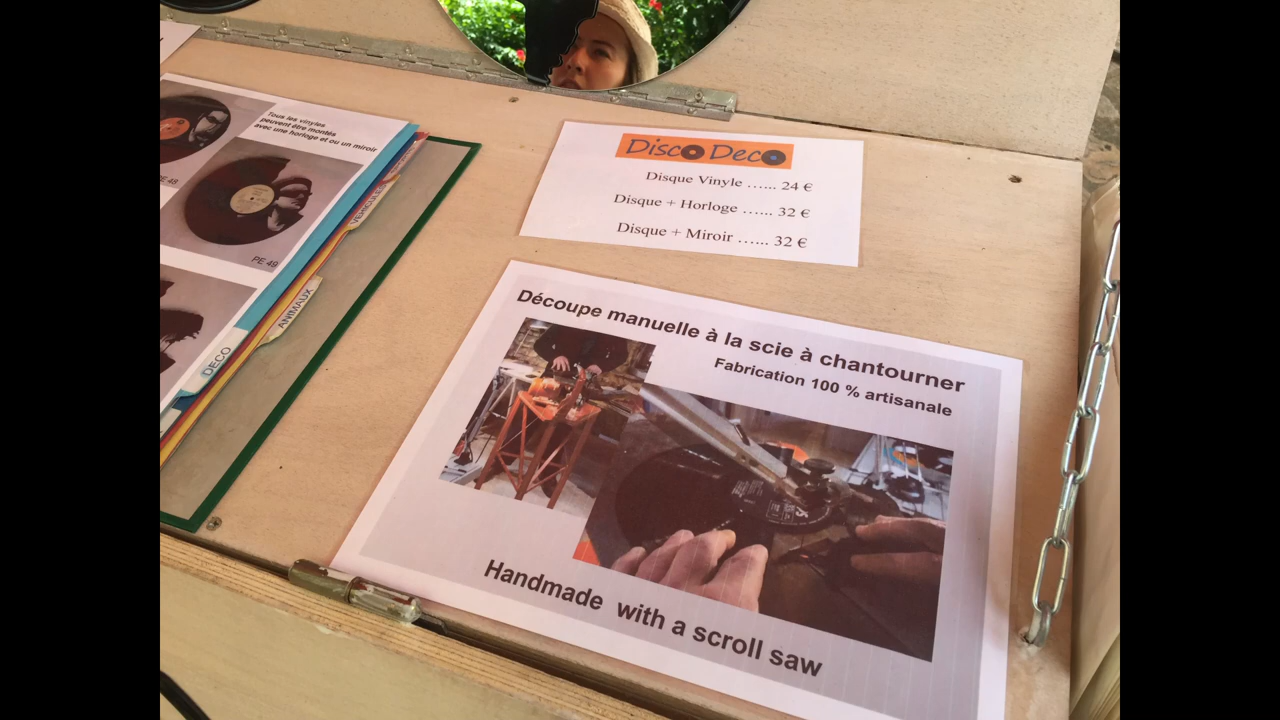 Tous les vinyles
peuvent être montés
avec une horloge et ou un miroir
PE 48
PE 49
VEHICULES
ANIMAUX
DECO
Disco Deco
Disque Vinyle ...... 24 €
Disque + Horloge ...... 32 €
Disque + Miroir ...... 32 €
Découpe manuelle à la scie à chantourner
Fabrication 100 % artisanale
Handmade with a scroll saw